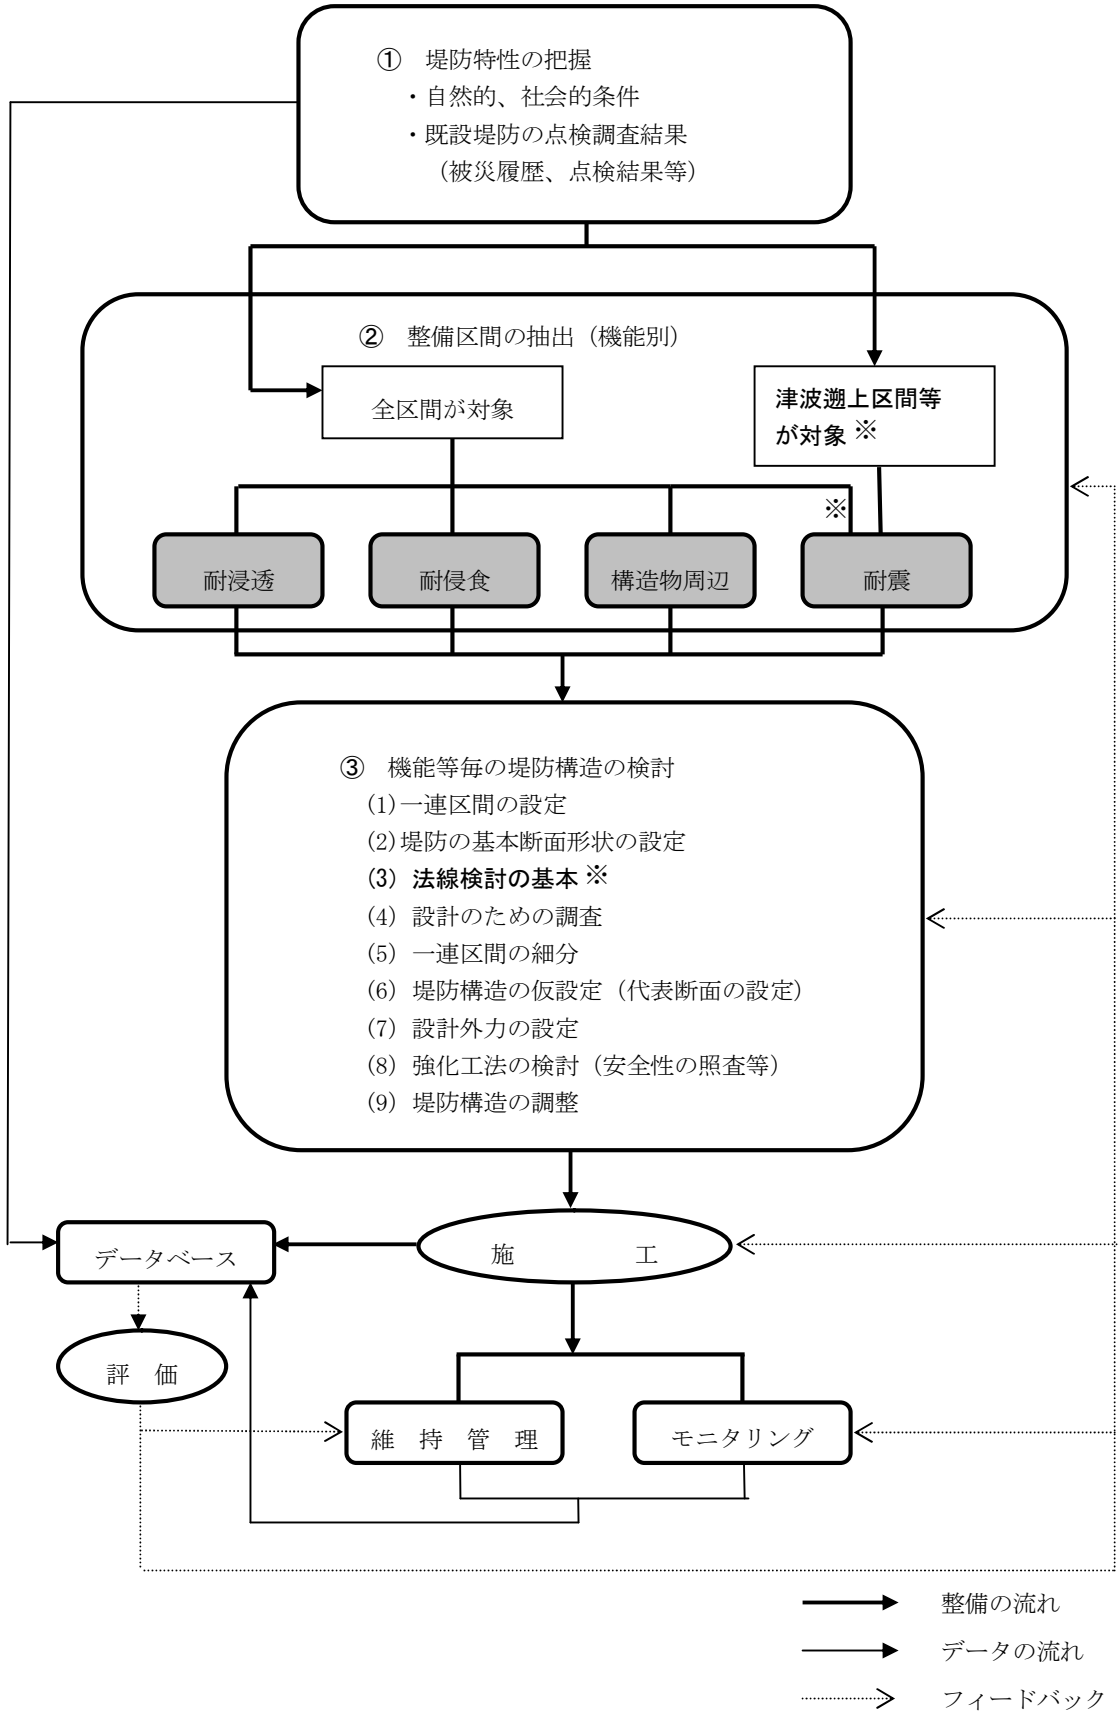 ① 堤防特性の把握
・自然的、社会的条件
・既設堤防の点検調査結果
（被災履歴、点検結果等）
② 整備区間の抽出（機能別）
全区間が対象
津波遡上区間等
が対象※
※
耐浸透
耐侵食
構造物周辺
耐震
③ 機能等毎の堤防構造の検討
(1)一連区間の設定
(2)堤防の基本断面形状の設定
(3) 法線検討の基本※
(4) 設計のための調査
(5) 一連区間の細分
(6) 堤防構造の仮設定（代表断面の設定）
(7) 設計外力の設定
(8) 強化工法の検討（安全性の照査等）
(9) 堤防構造の調整
データベース
施 工
評 価
維 持 管 理
モニタリング
整備の流れ
データの流れ
フィードバック